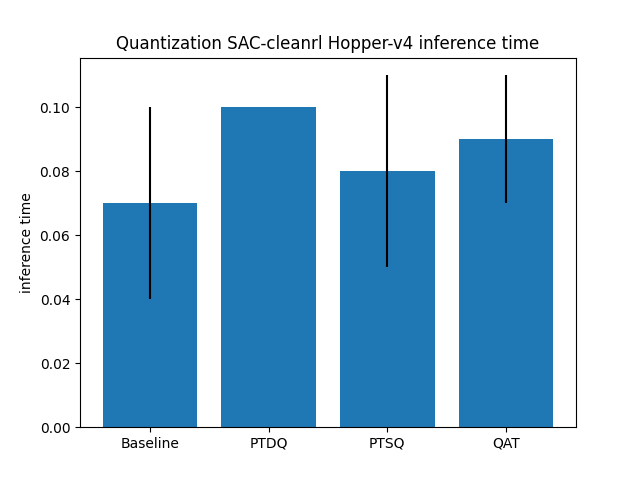 Quantization SAC-cleanrl Hopper-v4 inference time
inference time
0.10
0.08
0.06
0.04
0.02
0.00
Baseline PTDQ PTSQ QAT